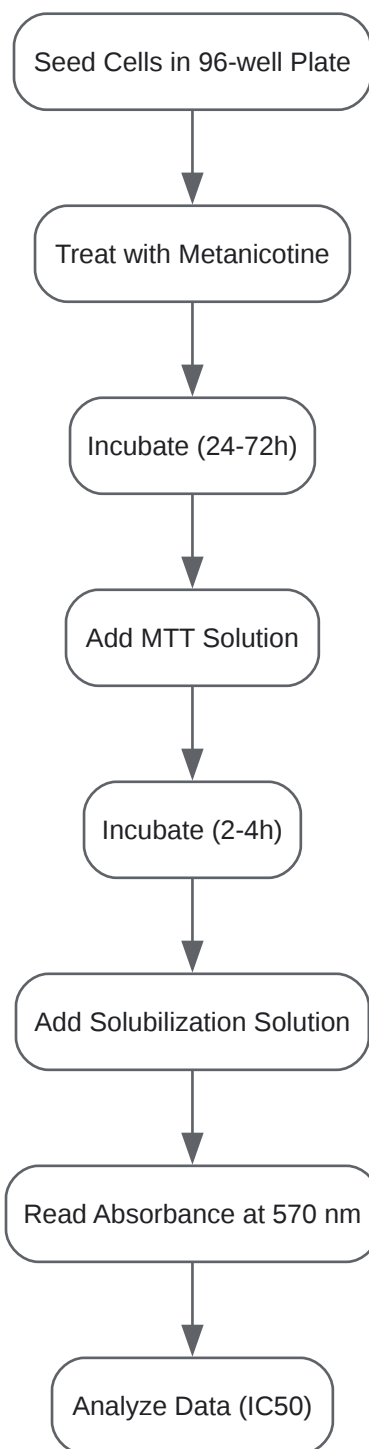 Seed Cells in 96-well Plate
Treat with Metanicotine
Incubate (24-72h)
Add MTT Solution
Incubate (2-4h)
Add Solubilization Solution
Read Absorbance at 570 nm
Analyze Data (IC50)